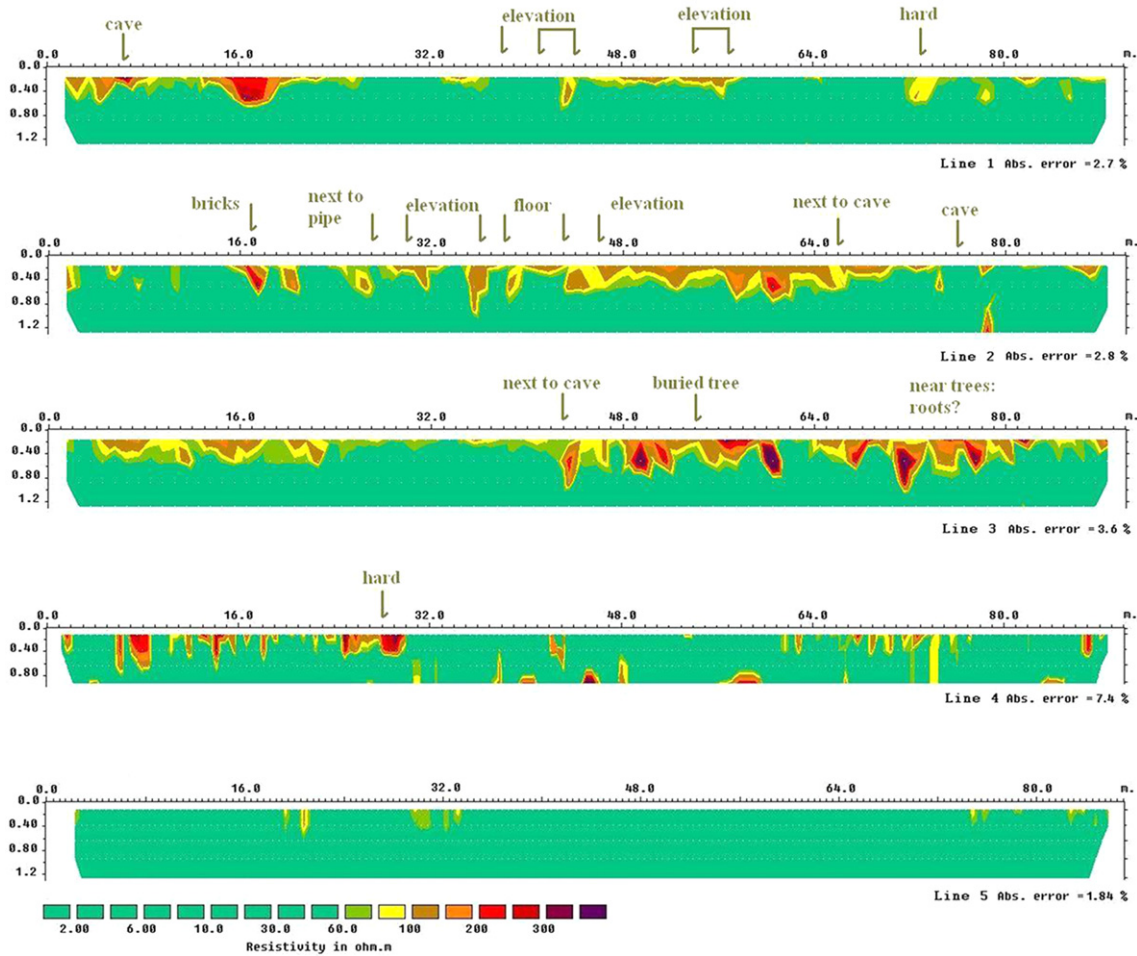 cave elevation elevation hard
0.0 16.0 32.0 48.0 64.0 80.0 m.
0.0
0.40
0.80
1.2
Line 1 Abs. error =2.7 %
bricks next to pipe elevation floor elevation next to cave cave
0.0 16.0 32.0 48.0 64.0 80.0 m.
0.0
0.40
0.80
1.2
Line 2 Abs. error =2.8 %
next to cave buried tree near trees: roots?
0.0 16.0 32.0 48.0 64.0 80.0 m.
0.0
0.40
0.80
1.2
Line 3 Abs. error =3.6 %
hard
0.0 16.0 32.0 48.0 64.0 80.0 m.
0.0
0.40
0.80
Line 4 Abs. error =7.4 %
0.0 16.0 32.0 48.0 64.0 80.0 m.
0.0
0.40
0.80
1.2
Line 5 Abs. error =1.84 %
2.00 6.00 10.0 30.0 60.0 100 200 300
Resistivity in ohm.m